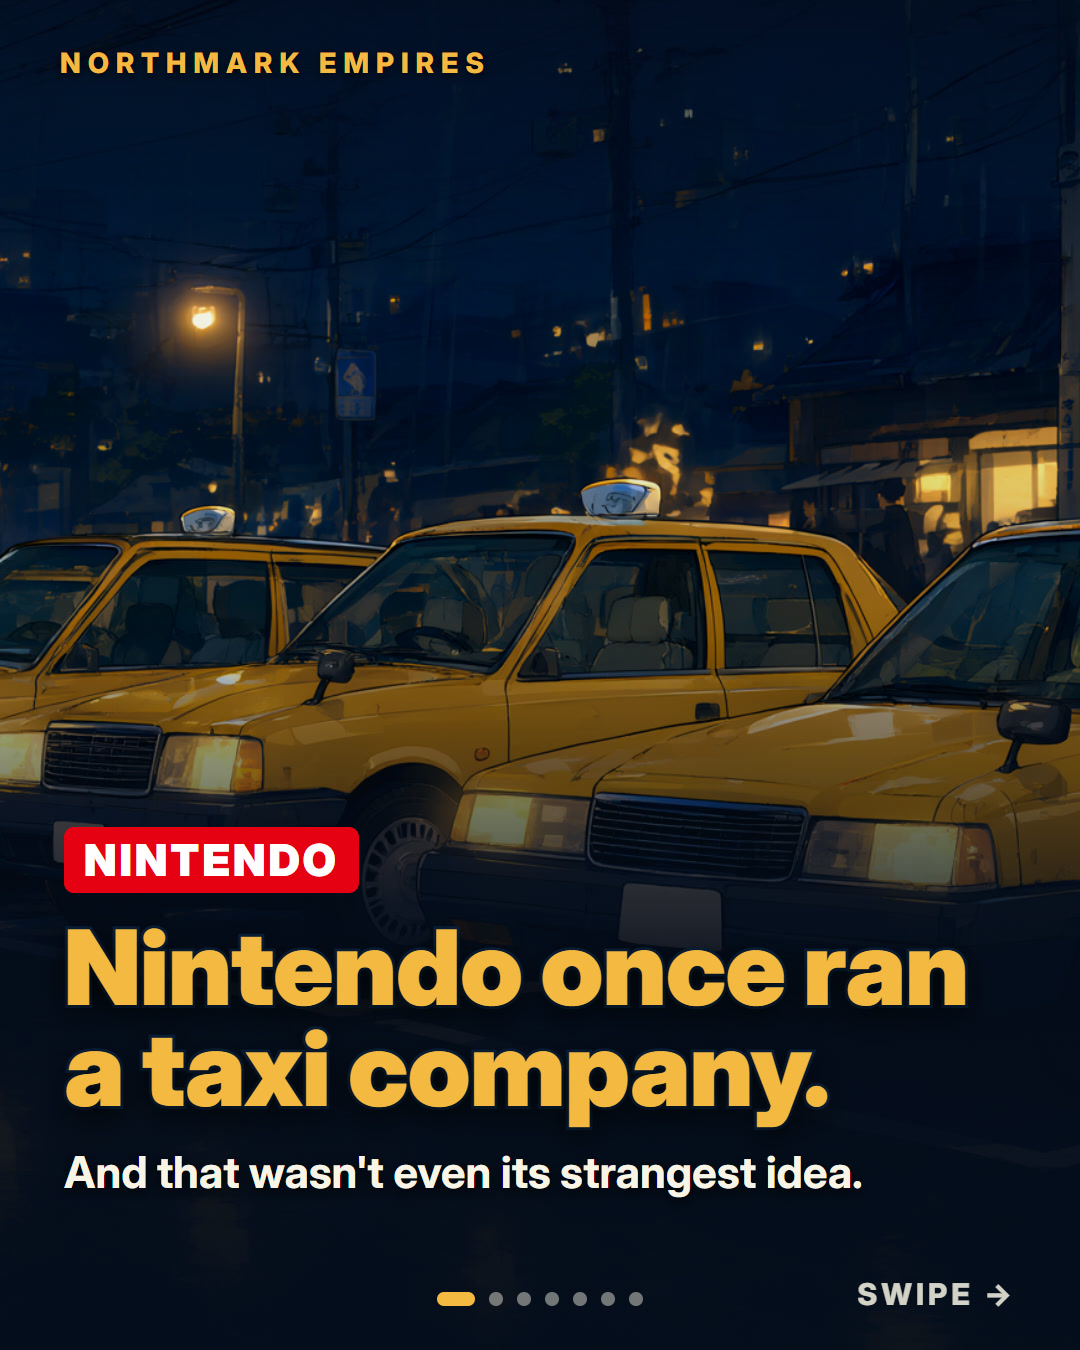 NORTHMARK EMPIRES
NINTENDO
Nintendo once ran
a taxi company.
And that wasn't even its strangest idea.
SWIPE →